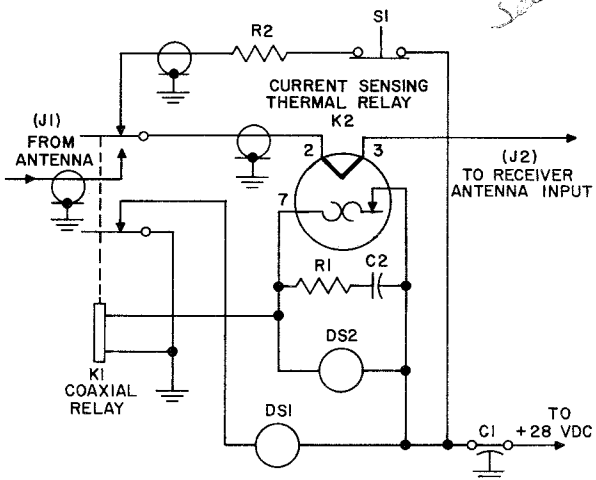 S1
R2
CURRENT SENSING
THERMAL RELAY
K2
(J1)
FROM
ANTENNA
2
3
(J2)
TO RECEIVER
ANTENNA INPUT
7
R1
C2
DS2
K1
COAXIAL
RELAY
DS1
C1
TO
+28 VDC